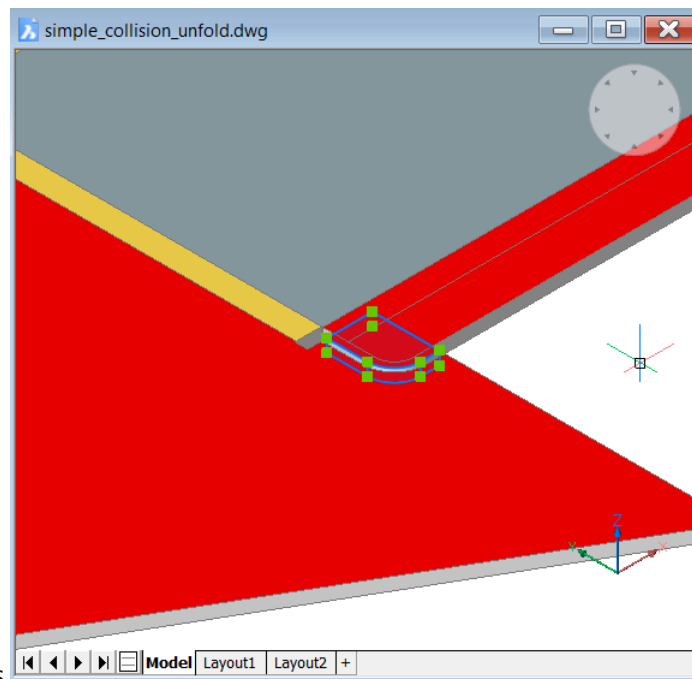 simple_collision_unfold.dwg
Z
Y X
s
Model Layout1 Layout2 +